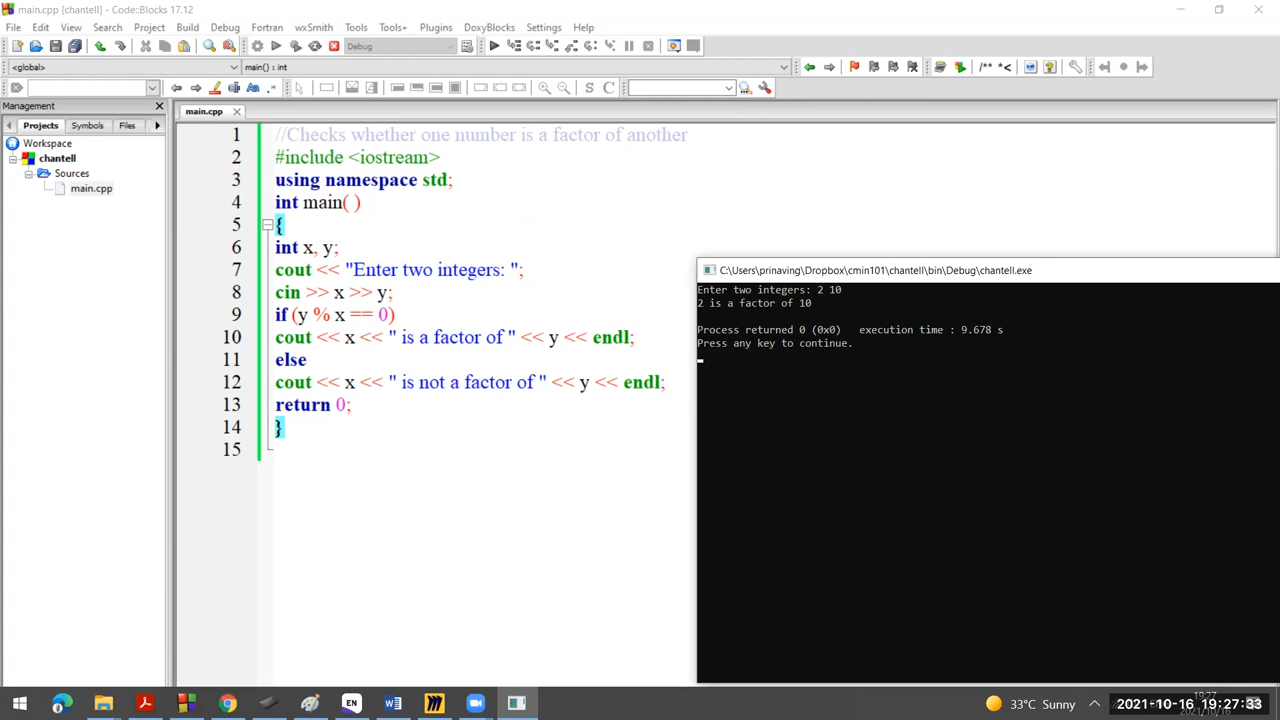 main.cpp [chantell] - Code::Blocks 17.12
File Edit View Search Project Build Debug Fortran wxSmith Tools Tools+ Plugins DoxyBlocks Settings Help
Debug
<global> main() : int
/** *<
S C
Management
Projects Symbols Files
Workspace
chantell
Sources
main.cpp
main.cpp
1 //Checks whether one number is a factor of another
2 #include <iostream>
3 using namespace std;
4 int main( )
5 {
6 int x, y;
7 cout << "Enter two integers: ";
8 cin >> x >> y;
9 if (y % x == 0)
10 cout << x << " is a factor of " << y << endl;
11 else
12 cout << x << " is not a factor of " << y << endl;
13 return 0;
14 }
15
C:\Users\prinaving\Dropbox\cmin101\chantell\bin\Debug\chantell.exe
Enter two integers: 2 10
2 is a factor of 10
Process returned 0 (0x0) execution time : 9.678 s
Press any key to continue.
EN
33°C Sunny
19:27
2021-10-16 19:27:33